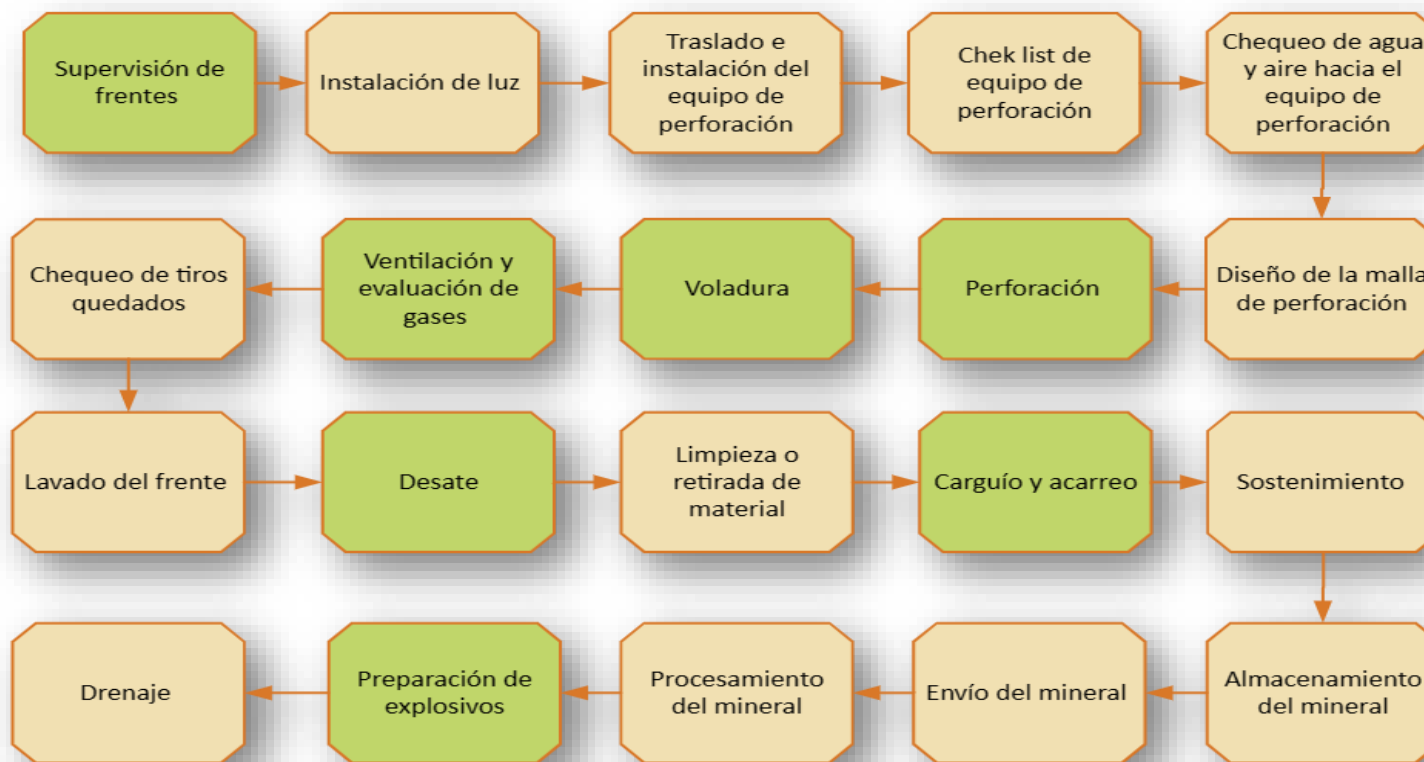 Supervisión de
frentes
Instalación de luz
Traslado e
instalación del
equipo de
perforación
Chek list de
equipo de
perforación
Chequeo de agua
y aire hacia el
equipo de
perforación
Diseño de la malla
de perforación
Perforación
Voladura
Ventilación y
evaluación de
gases
Chequeo de tiros
quedados
Lavado del frente
Desate
Limpieza o
retirada de
material
Carguío y acarreo
Sostenimiento
Almacenamiento
del mineral
Envío del mineral
Procesamiento
del mineral
Preparación de
explosivos
Drenaje